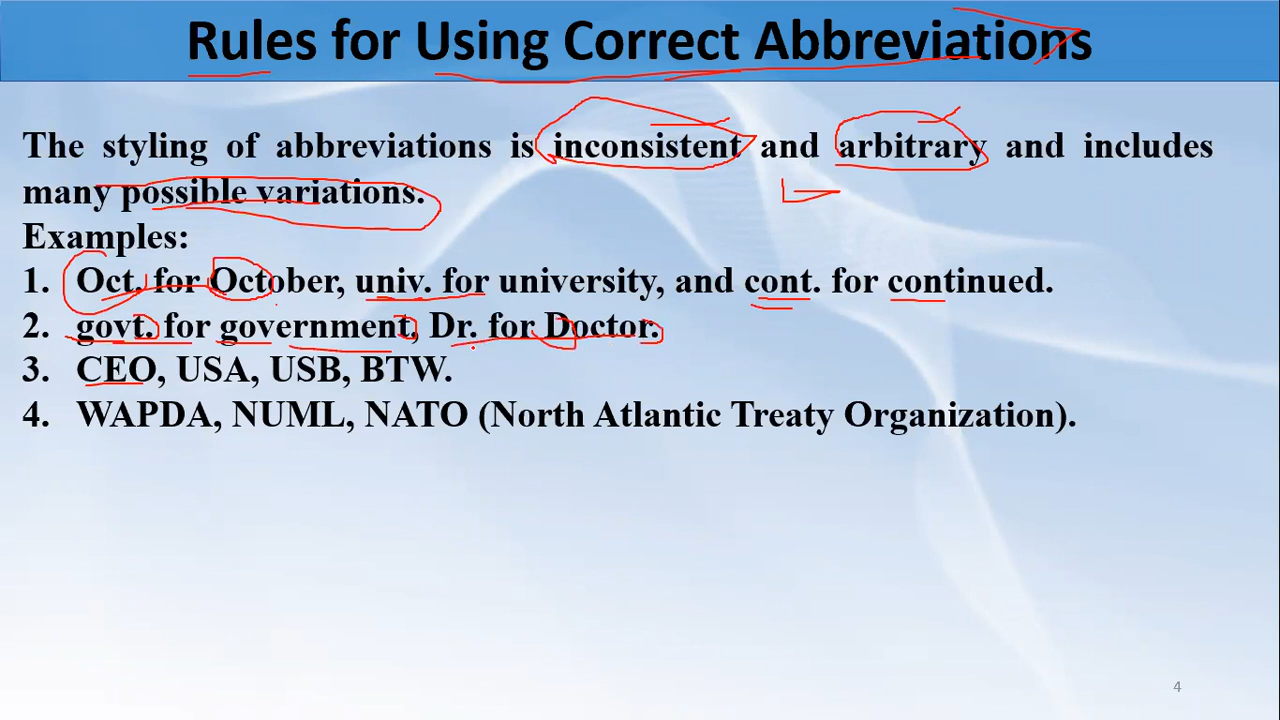 Rules for Using Correct Abbreviations
The styling of abbreviations is inconsistent and arbitrary and includes
many possible variations.
Examples:
1. Oct. for October, univ. for university, and cont. for continued.
2. govt. for government, Dr. for Doctor.
3. CEO, USA, USB, BTW.
4. WAPDA, NUML, NATO (North Atlantic Treaty Organization).
4